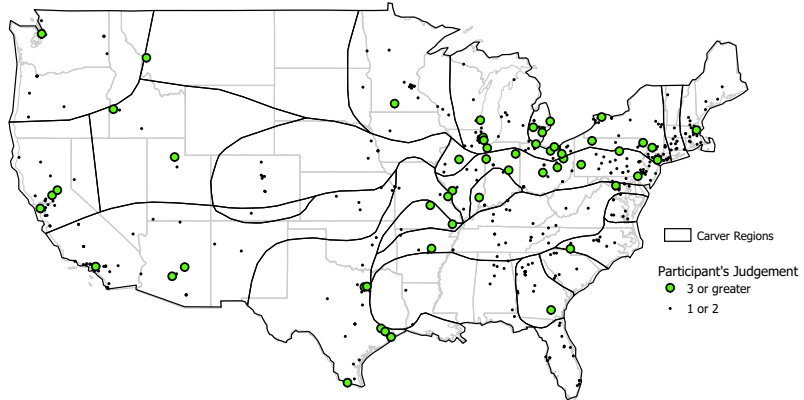 Carver Regions
Participant's Judgement
3 or greater
1 or 2